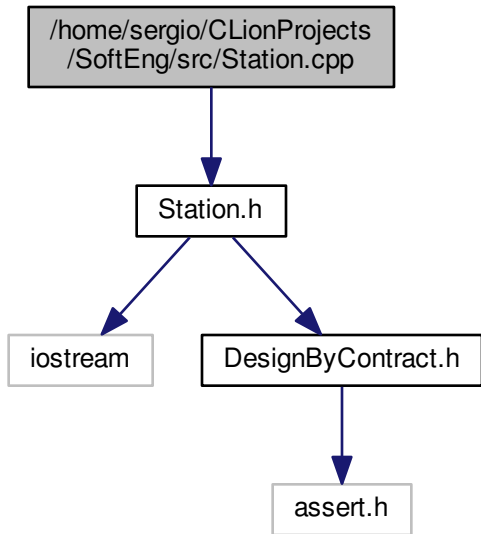 /home/sergio/CLionProjects
/SoftEng/src/Station.cpp
Station.h
iostream
DesignByContract.h
assert.h